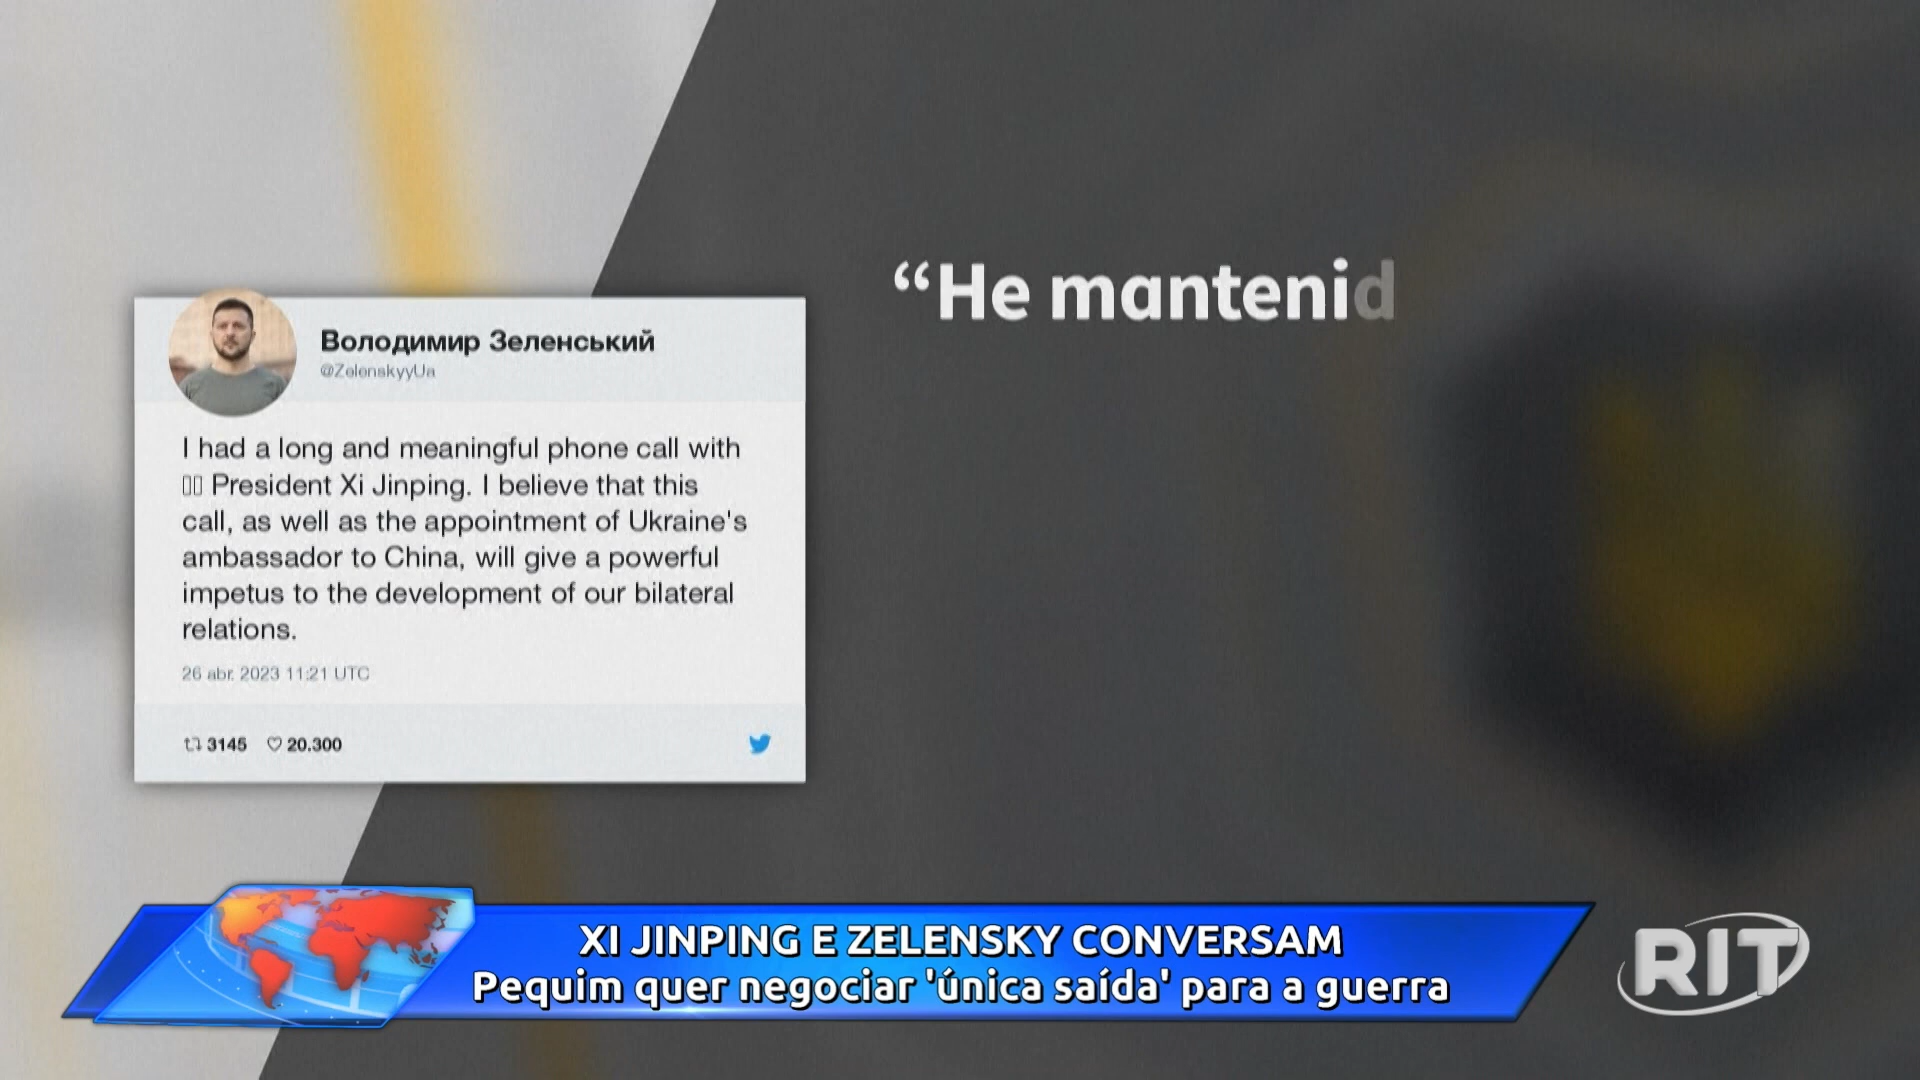 “He mantenid
Володимир Зеленський
@ZelenskyyUa
I had a long and meaningful phone call with
▯▯ President Xi Jinping. I believe that this
call, as well as the appointment of Ukraine's
ambassador to China, will give a powerful
impetus to the development of our bilateral
relations.
26 abr. 2023 11:21 UTC
3145 20.300
XI JINPING E ZELENSKY CONVERSAM
Pequim quer negociar 'única saída' para a guerra
RIT